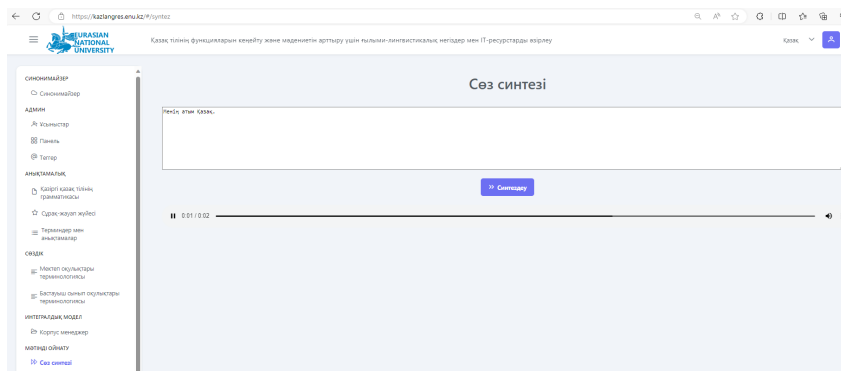 https://kazlangres.enu.kz/#/syntez
EURASIAN
NATIONAL
UNIVERSITY
Қазақ тілінің функцияларын кеңейту және мәдениетін арттыру үшін ғылыми-лингвистикалық негіздер мен IT-ресурстарды әзірлеу
Қазақ
СИНОНИМАЙЗЕР
Синонимайзер
АДМИН
Ұсыныстар
Панель
Тегтер
АНЫҚТАМАЛЫҚ
Қазіргі қазақ тілінің
грамматикасы
Сұрақ-жауап жүйесі
Терминдер мен
анықтамалар
СӨЗДІК
Мектеп оқулықтары
терминологиясы
Бастауыш сынып оқулықтары
терминологиясы
ИНТЕГРАЛДЫҚ МОДЕЛ
Корпус менеджер
МӘТІНДІ ОЙНАТУ
Сөз синтезі
Сөз синтезі
Менің атым Қазақ.
Синтездеу
0:01 / 0:02